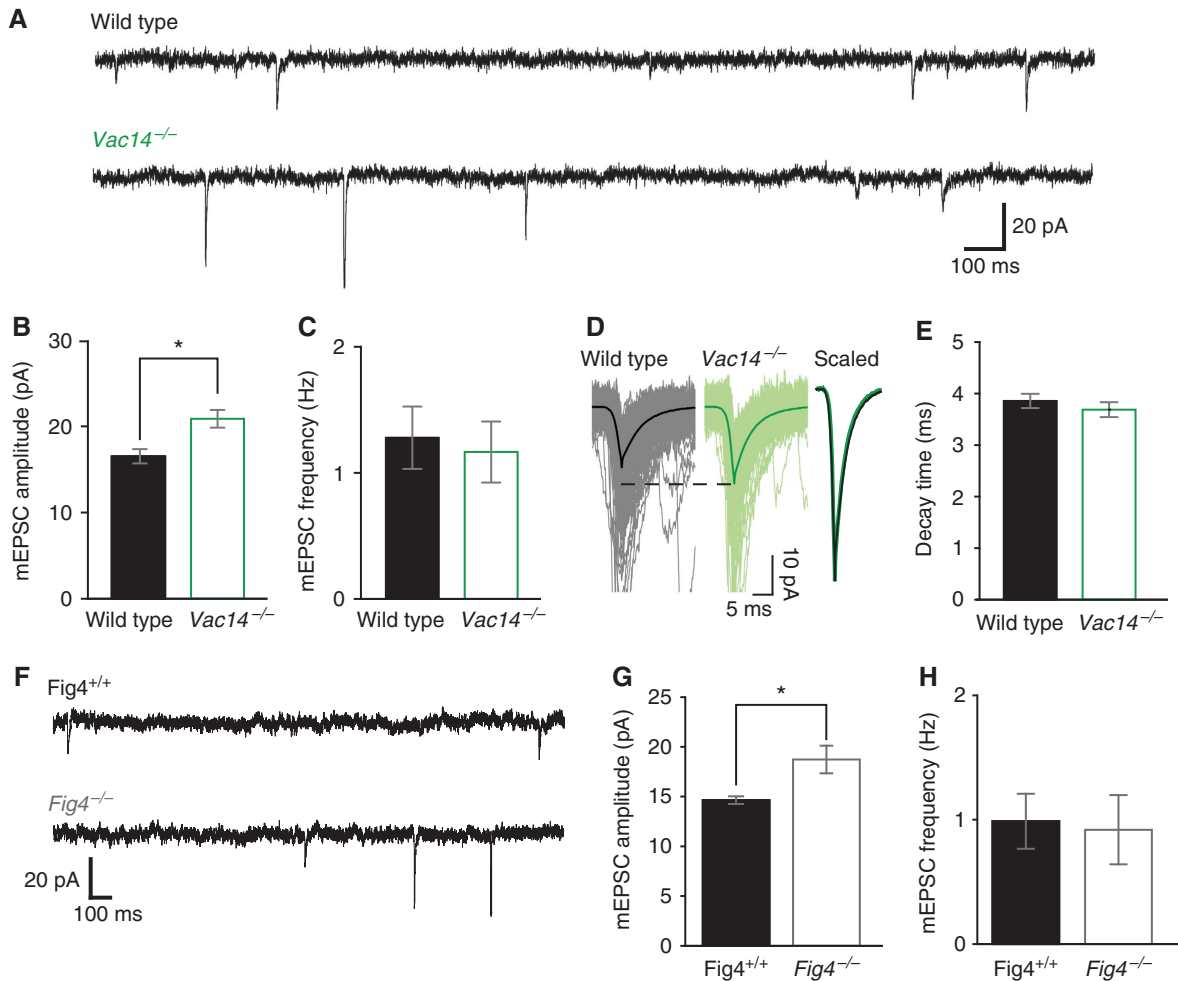 A
Wild type
Vac14−/−
20 pA
100 ms
B
mEPSC amplitude (pA)
30
20
10
0
*
Wild type
Vac14−/−
C
mEPSC frequency (Hz)
2
1
0
Wild type
Vac14−/−
D
Wild type
Vac14−/−
Scaled
10 pA
5 ms
E
Decay time (ms)
5
4
3
2
1
0
Wild type
Vac14−/−
F
Fig4+/+
Fig4−/−
20 pA
100 ms
G
mEPSC amplitude (pA)
25
20
15
10
5
0
*
Fig4+/+
Fig4−/−
H
mEPSC frequency (Hz)
2
1
0
Fig4+/+
Fig4−/−